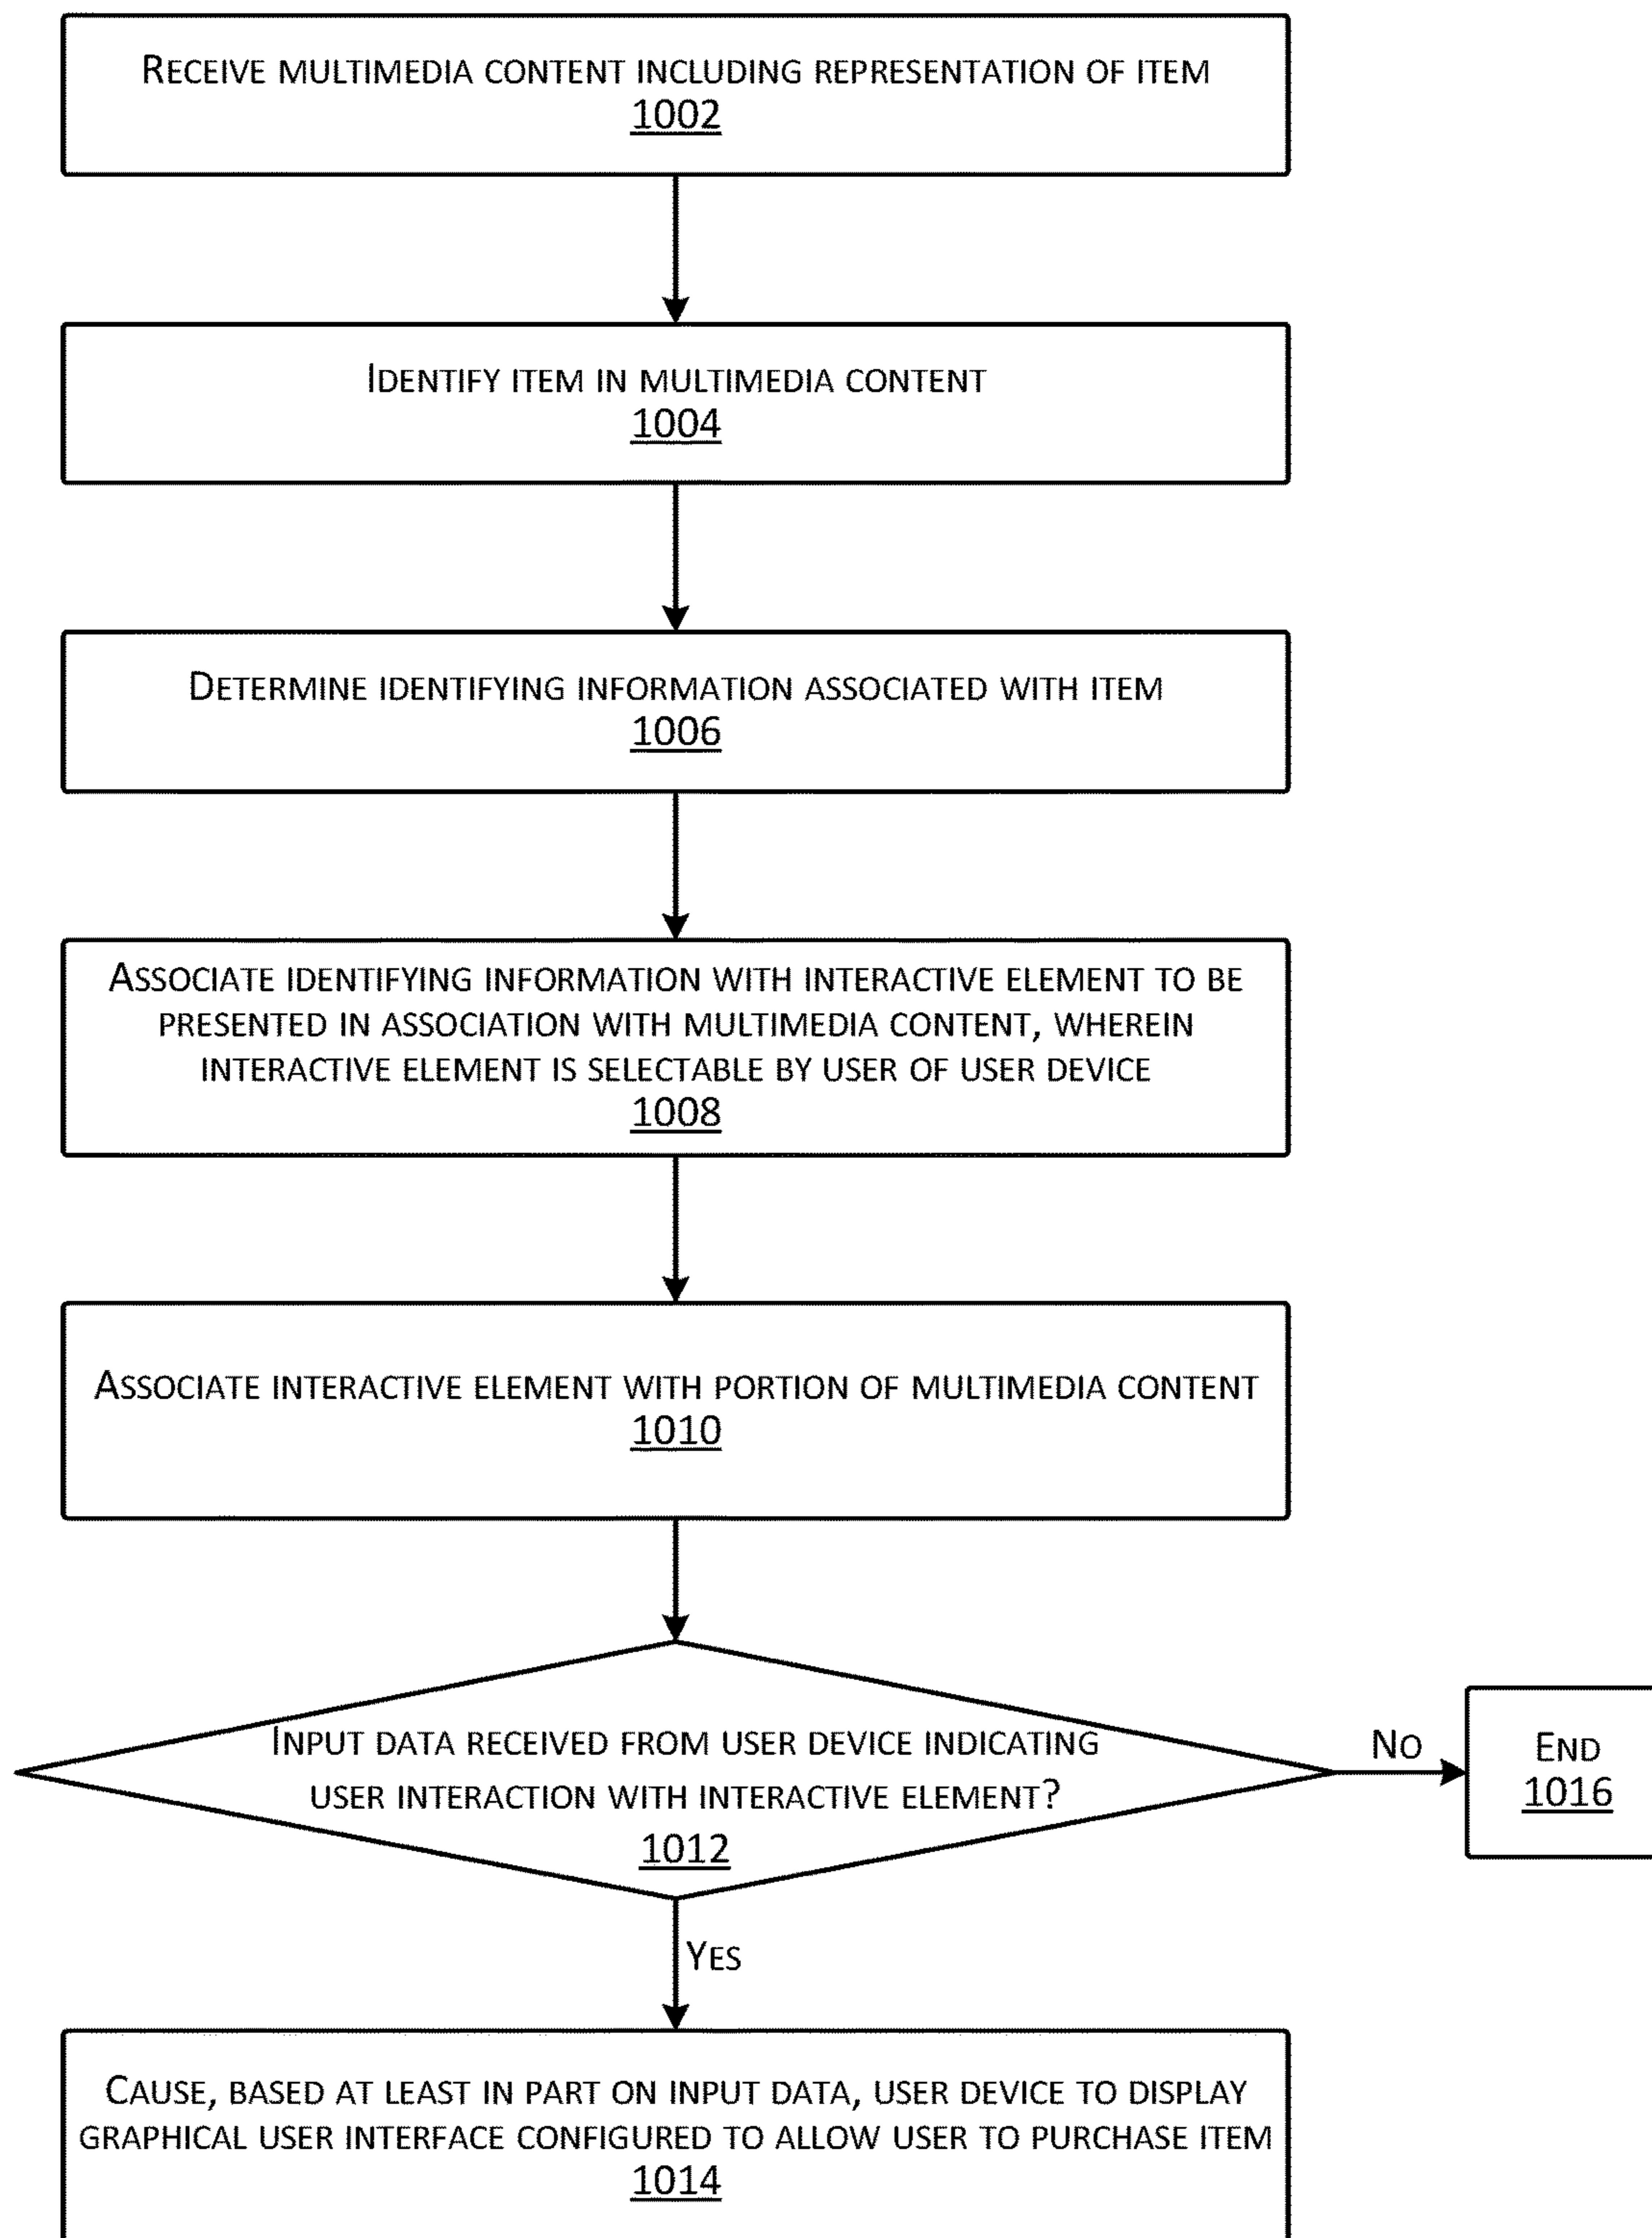 RECEIVE MULTIMEDIA CONTENT INCLUDING REPRESENTATION OF ITEM
1002
IDENTIFY ITEM IN MULTIMEDIA CONTENT
1004
DETERMINE IDENTIFYING INFORMATION ASSOCIATED WITH ITEM
1006
ASSOCIATE IDENTIFYING INFORMATION WITH INTERACTIVE ELEMENT TO BE
PRESENTED IN ASSOCIATION WITH MULTIMEDIA CONTENT, WHEREIN
INTERACTIVE ELEMENT IS SELECTABLE BY USER OF USER DEVICE
1008
ASSOCIATE INTERACTIVE ELEMENT WITH PORTION OF MULTIMEDIA CONTENT
1010
INPUT DATA RECEIVED FROM USER DEVICE INDICATING
USER INTERACTION WITH INTERACTIVE ELEMENT?
1012
NO
END
1016
YES
CAUSE, BASED AT LEAST IN PART ON INPUT DATA, USER DEVICE TO DISPLAY
GRAPHICAL USER INTERFACE CONFIGURED TO ALLOW USER TO PURCHASE ITEM
1014